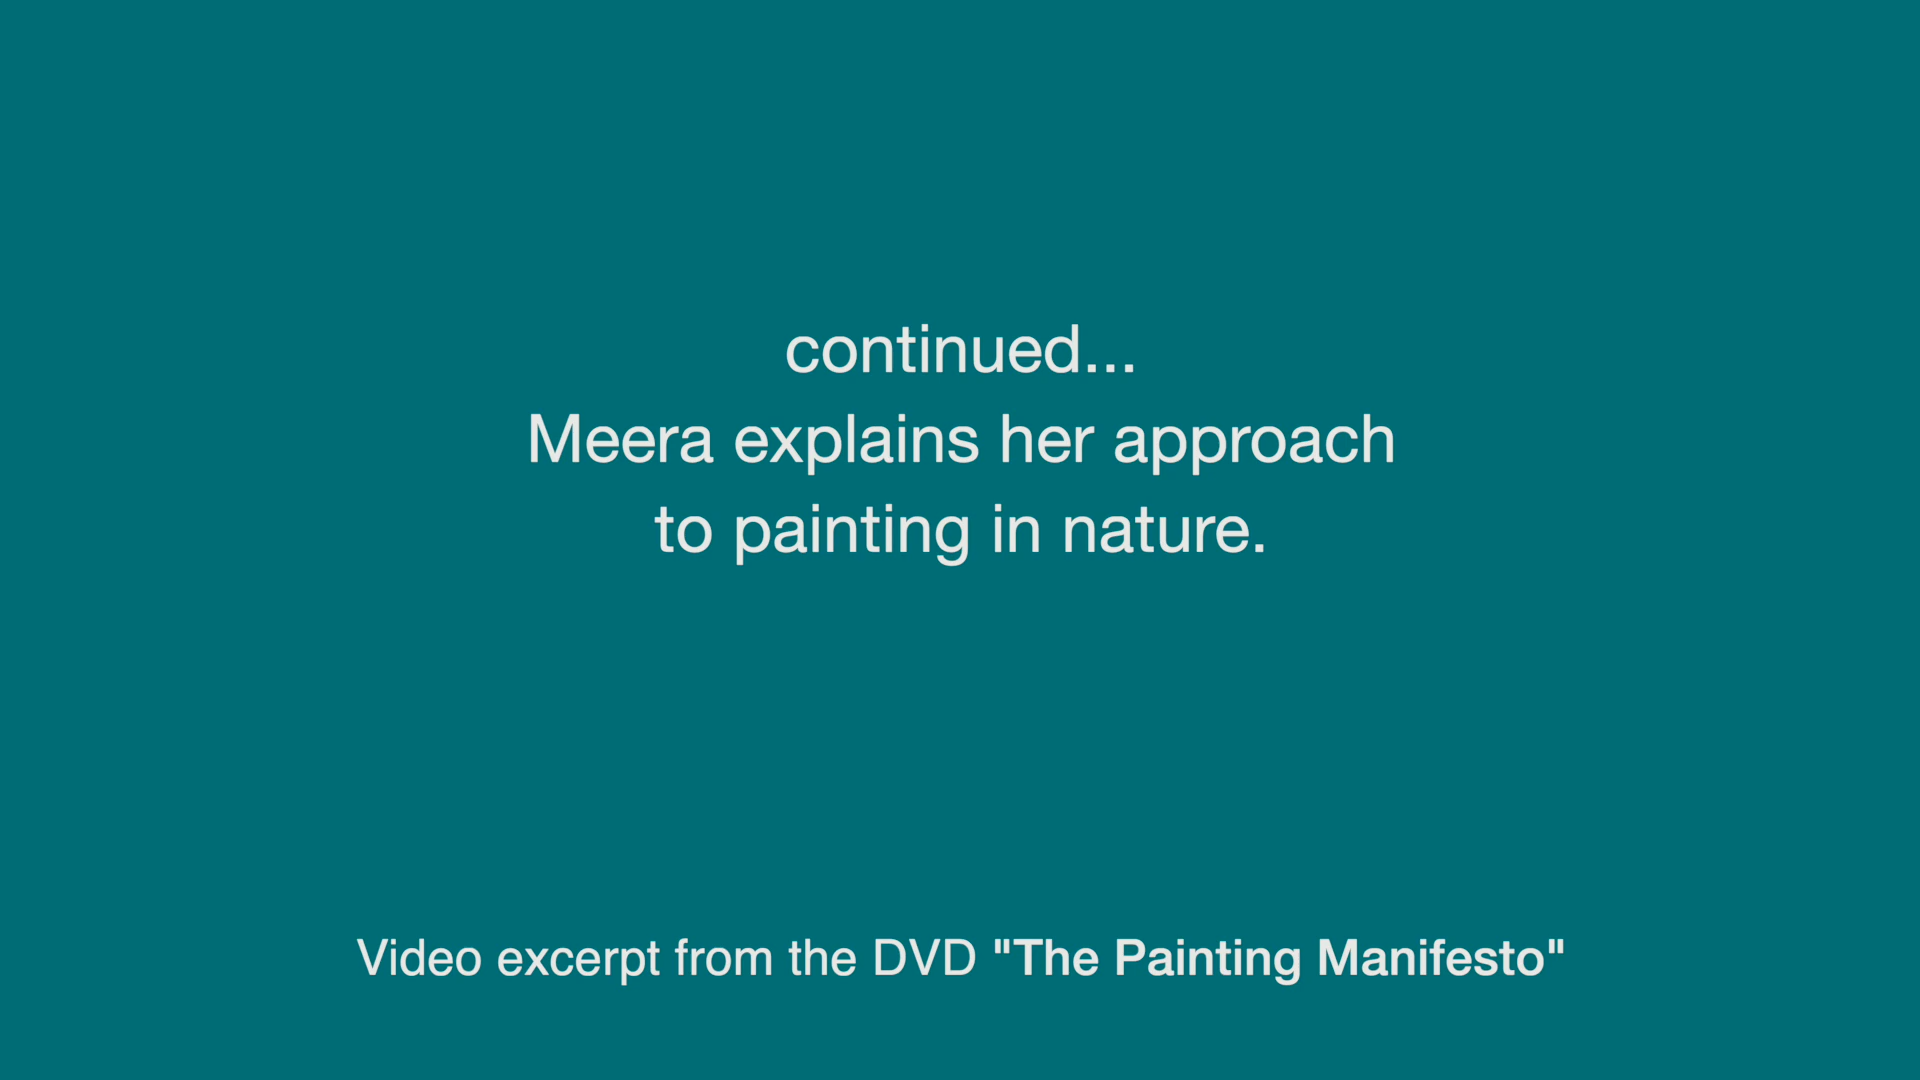 continued...
Meera explains her approach
to painting in nature.
Video excerpt from the DVD "The Painting Manifesto"